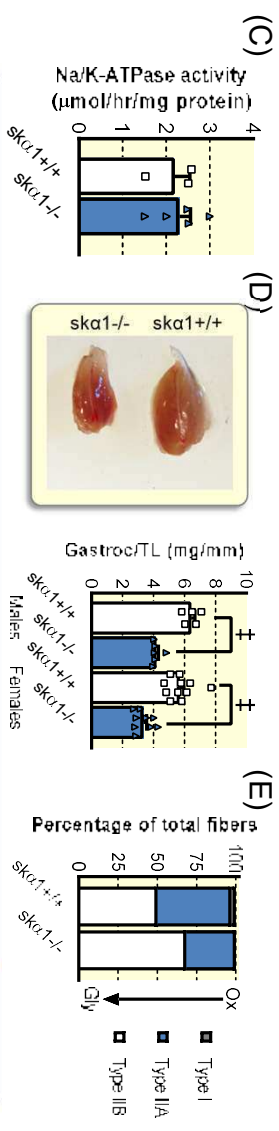 (C)
Na/K-ATPase activity
(μmol/hr/mg protein)
0
1
2
3
4
skα1+/+
skα1-/-
(D)
skα1-/-
skα1+/+
Gastroc/TL (mg/mm)
0
2
4
6
8
10
‡
‡
skα1+/+
skα1-/-
skα1+/+
skα1-/-
Males
Females
(E)
Percentage of total fibers
0
25
50
75
100
skα1+/+
skα1-/-
Ox
Gly
Type I
Type IIA
Type IIB